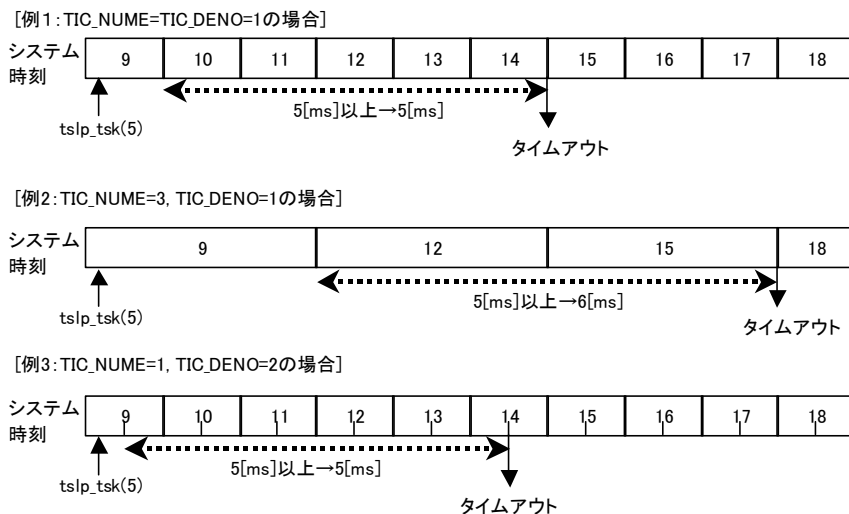 [例1:TIC_NUME=TIC_DENO=1の場合]
システム時刻 9 10 11 12 13 14 15 16 17 18
5[ms]以上→5[ms]
tslp_tsk(5)
タイムアウト
[例2:TIC_NUME=3, TIC_DENO=1の場合]
システム時刻 9 12 15 18
5[ms]以上→6[ms]
tslp_tsk(5)
タイムアウト
[例3:TIC_NUME=1, TIC_DENO=2の場合]
システム時刻 9 10 11 12 13 14 15 16 17 18
5[ms]以上→5[ms]
tslp_tsk(5)
タイムアウト